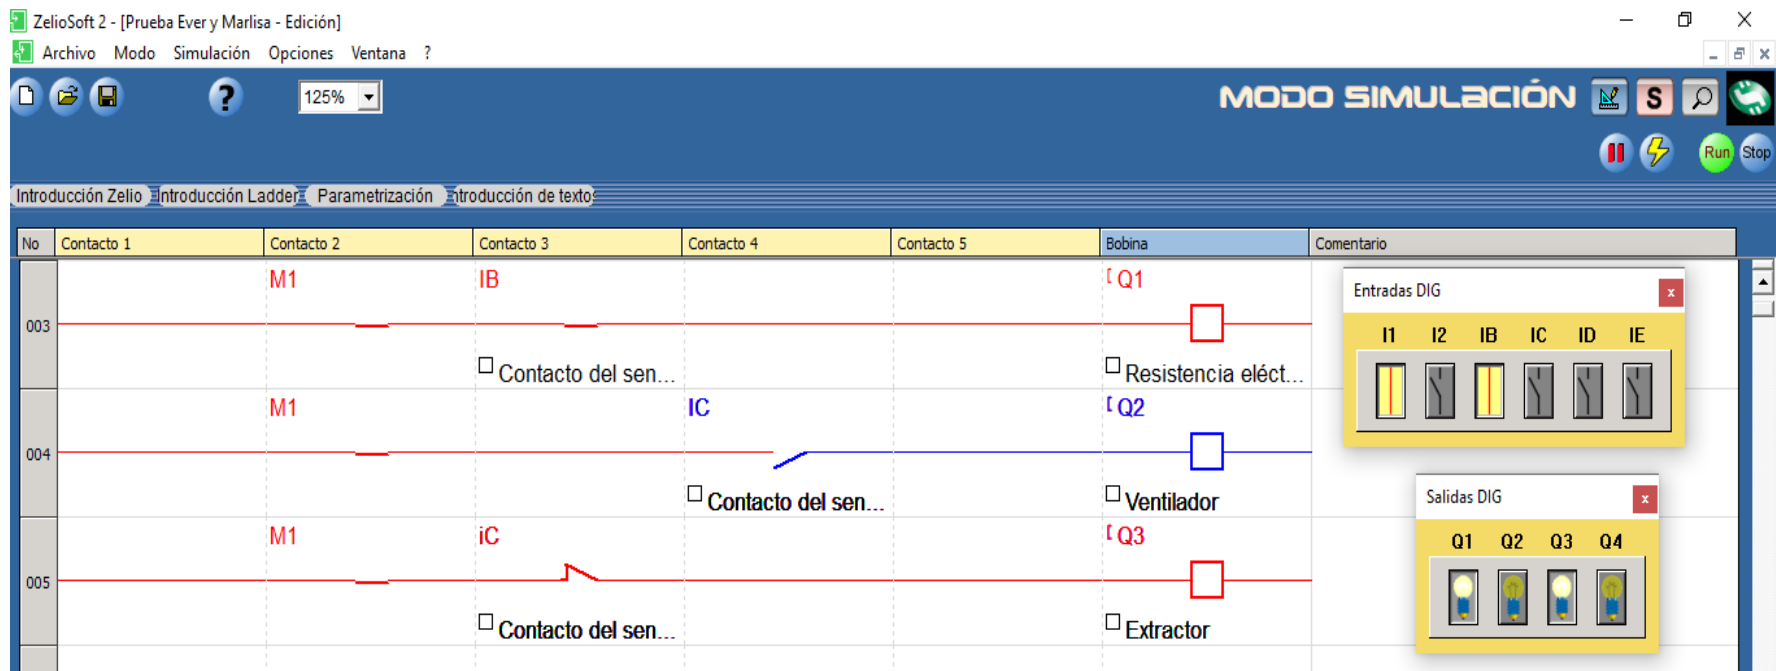 ZelioSoft 2 - [Prueba Ever y Marlisa - Edición]
Archivo Modo Simulación Opciones Ventana ?
125%
MODO SIMULACIÓN
S
Run Stop
Introducción Zelio Introducción Ladder Parametrización ntroducción de textos
No Contacto 1 Contacto 2 Contacto 3 Contacto 4 Contacto 5 Bobina Comentario
003 M1 IB [ Q1
Contacto del sen... Resistencia eléct...
004 M1 IC [ Q2
Contacto del sen... Ventilador
005 M1 iC [ Q3
Contacto del sen... Extractor
Entradas DIG
I1 I2 IB IC ID IE
Salidas DIG
Q1 Q2 Q3 Q4